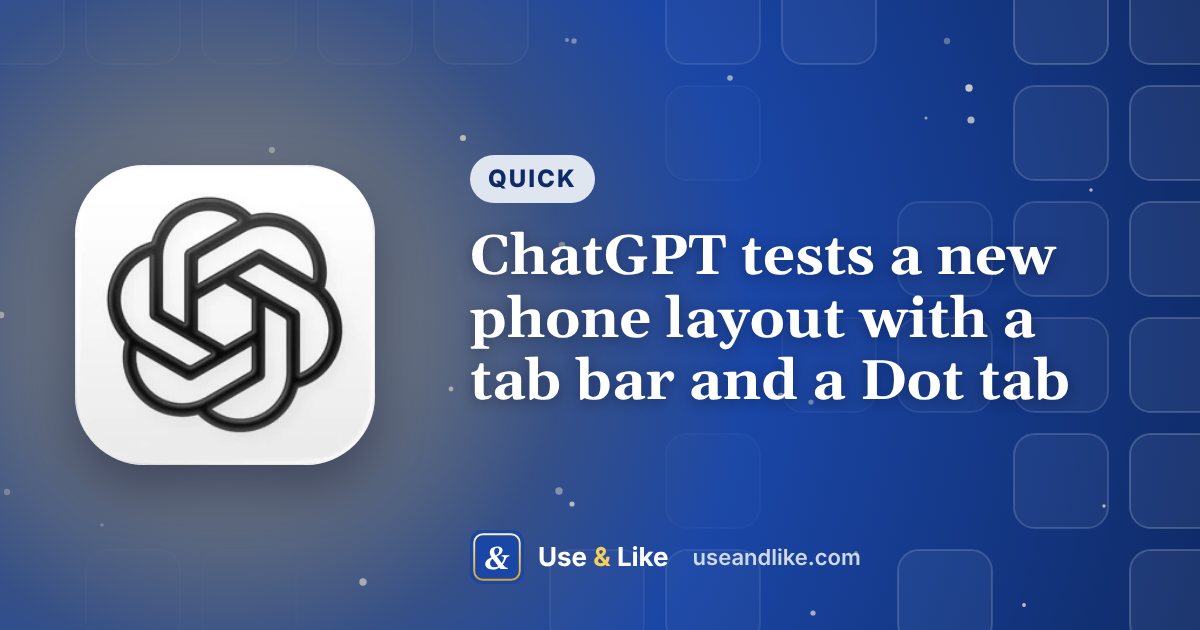 QUICK
ChatGPT tests a new
phone layout with a
tab bar and a Dot tab
& Use & Like useandlike.com